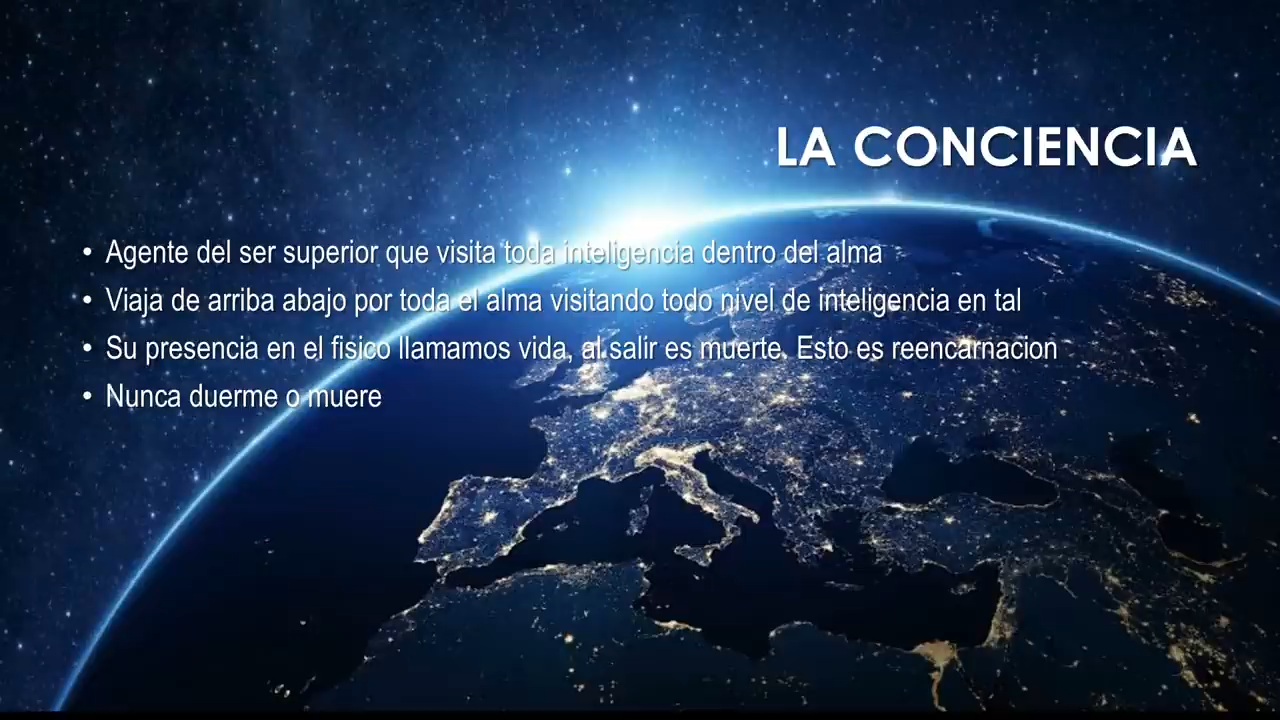 LA CONCIENCIA
• Agente del ser superior que visita toda inteligencia dentro del alma
• Viaja de arriba abajo por toda el alma visitando todo nivel de inteligencia en tal
• Su presencia en el fisico llamamos vida, al salir es muerte. Esto es reencarnacion
• Nunca duerme o muere